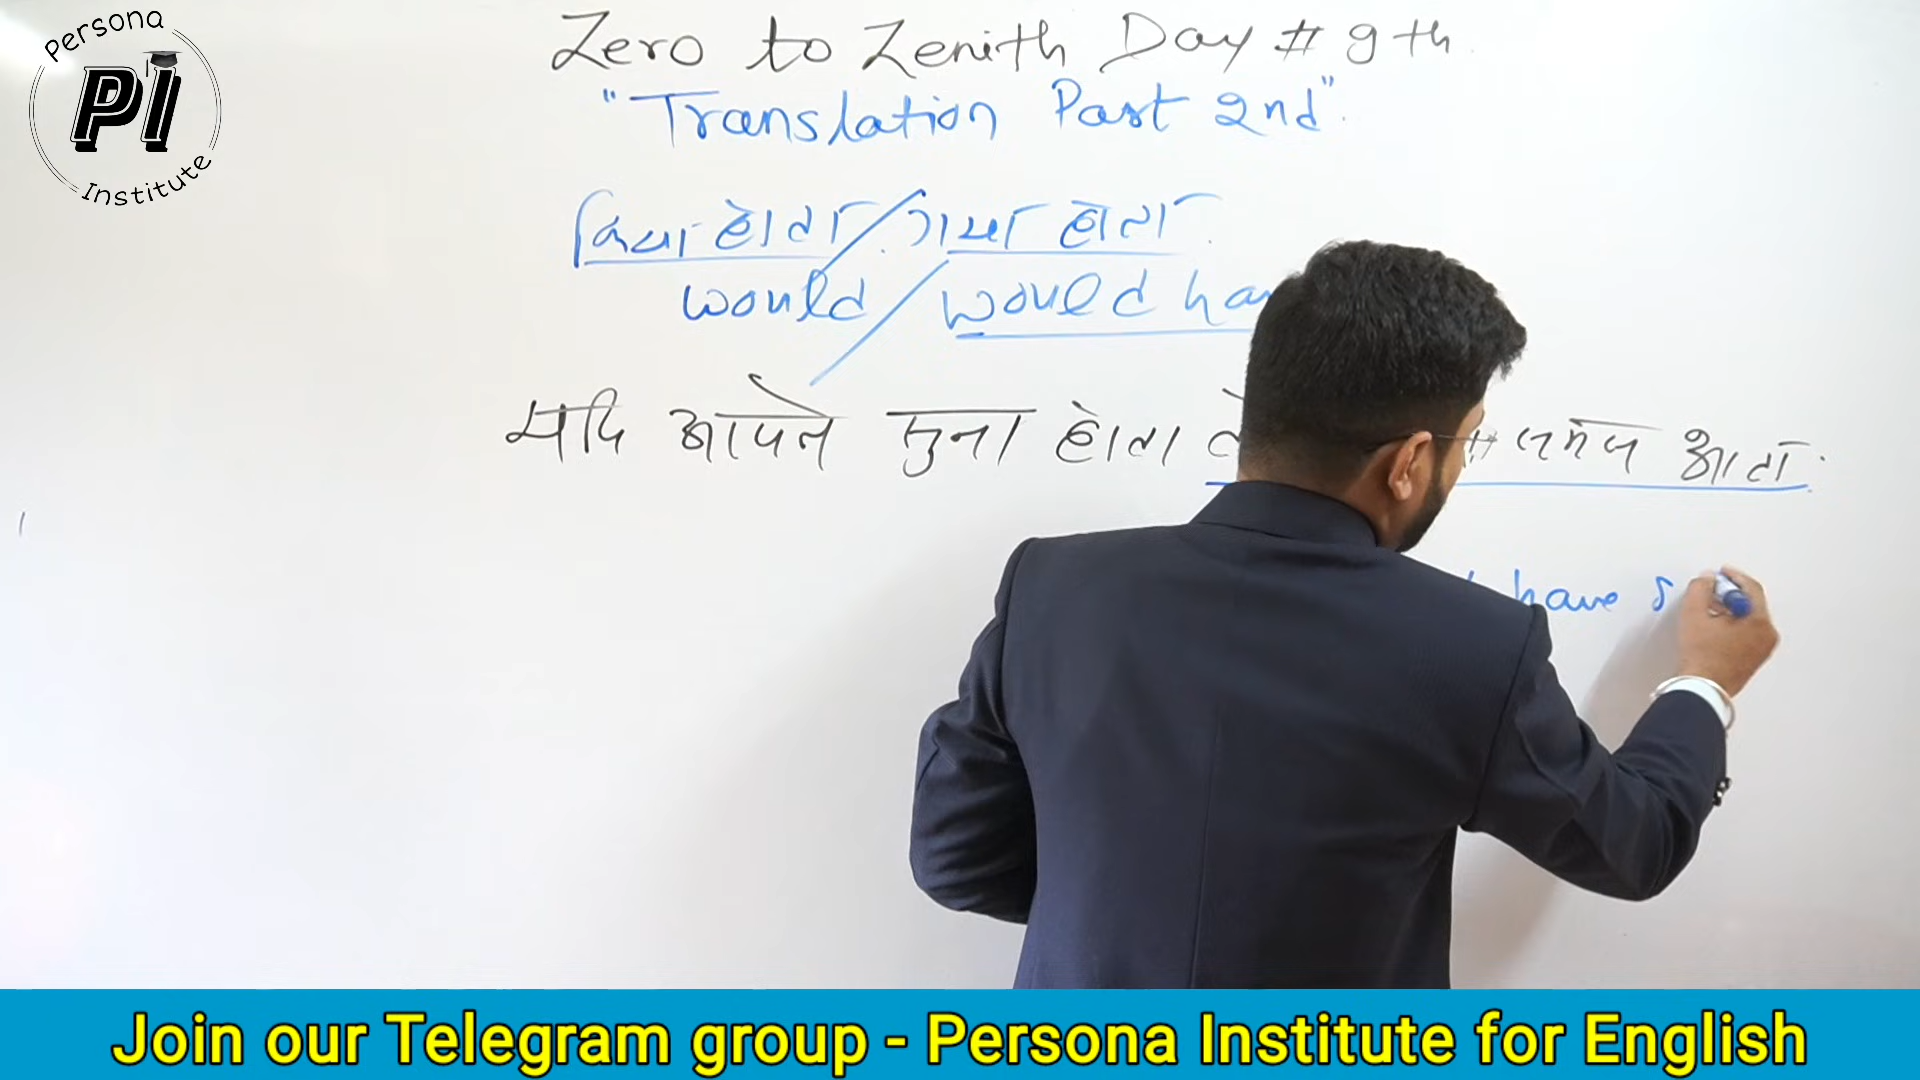 Persona
PI
Institute
Zero to Zenith Day # 9th
"Translation Part 2nd".
किया होता / गया होता
would / would ha
यदि आपने सुना होता समझ आता.
have s
Join our Telegram group - Persona Institute for English